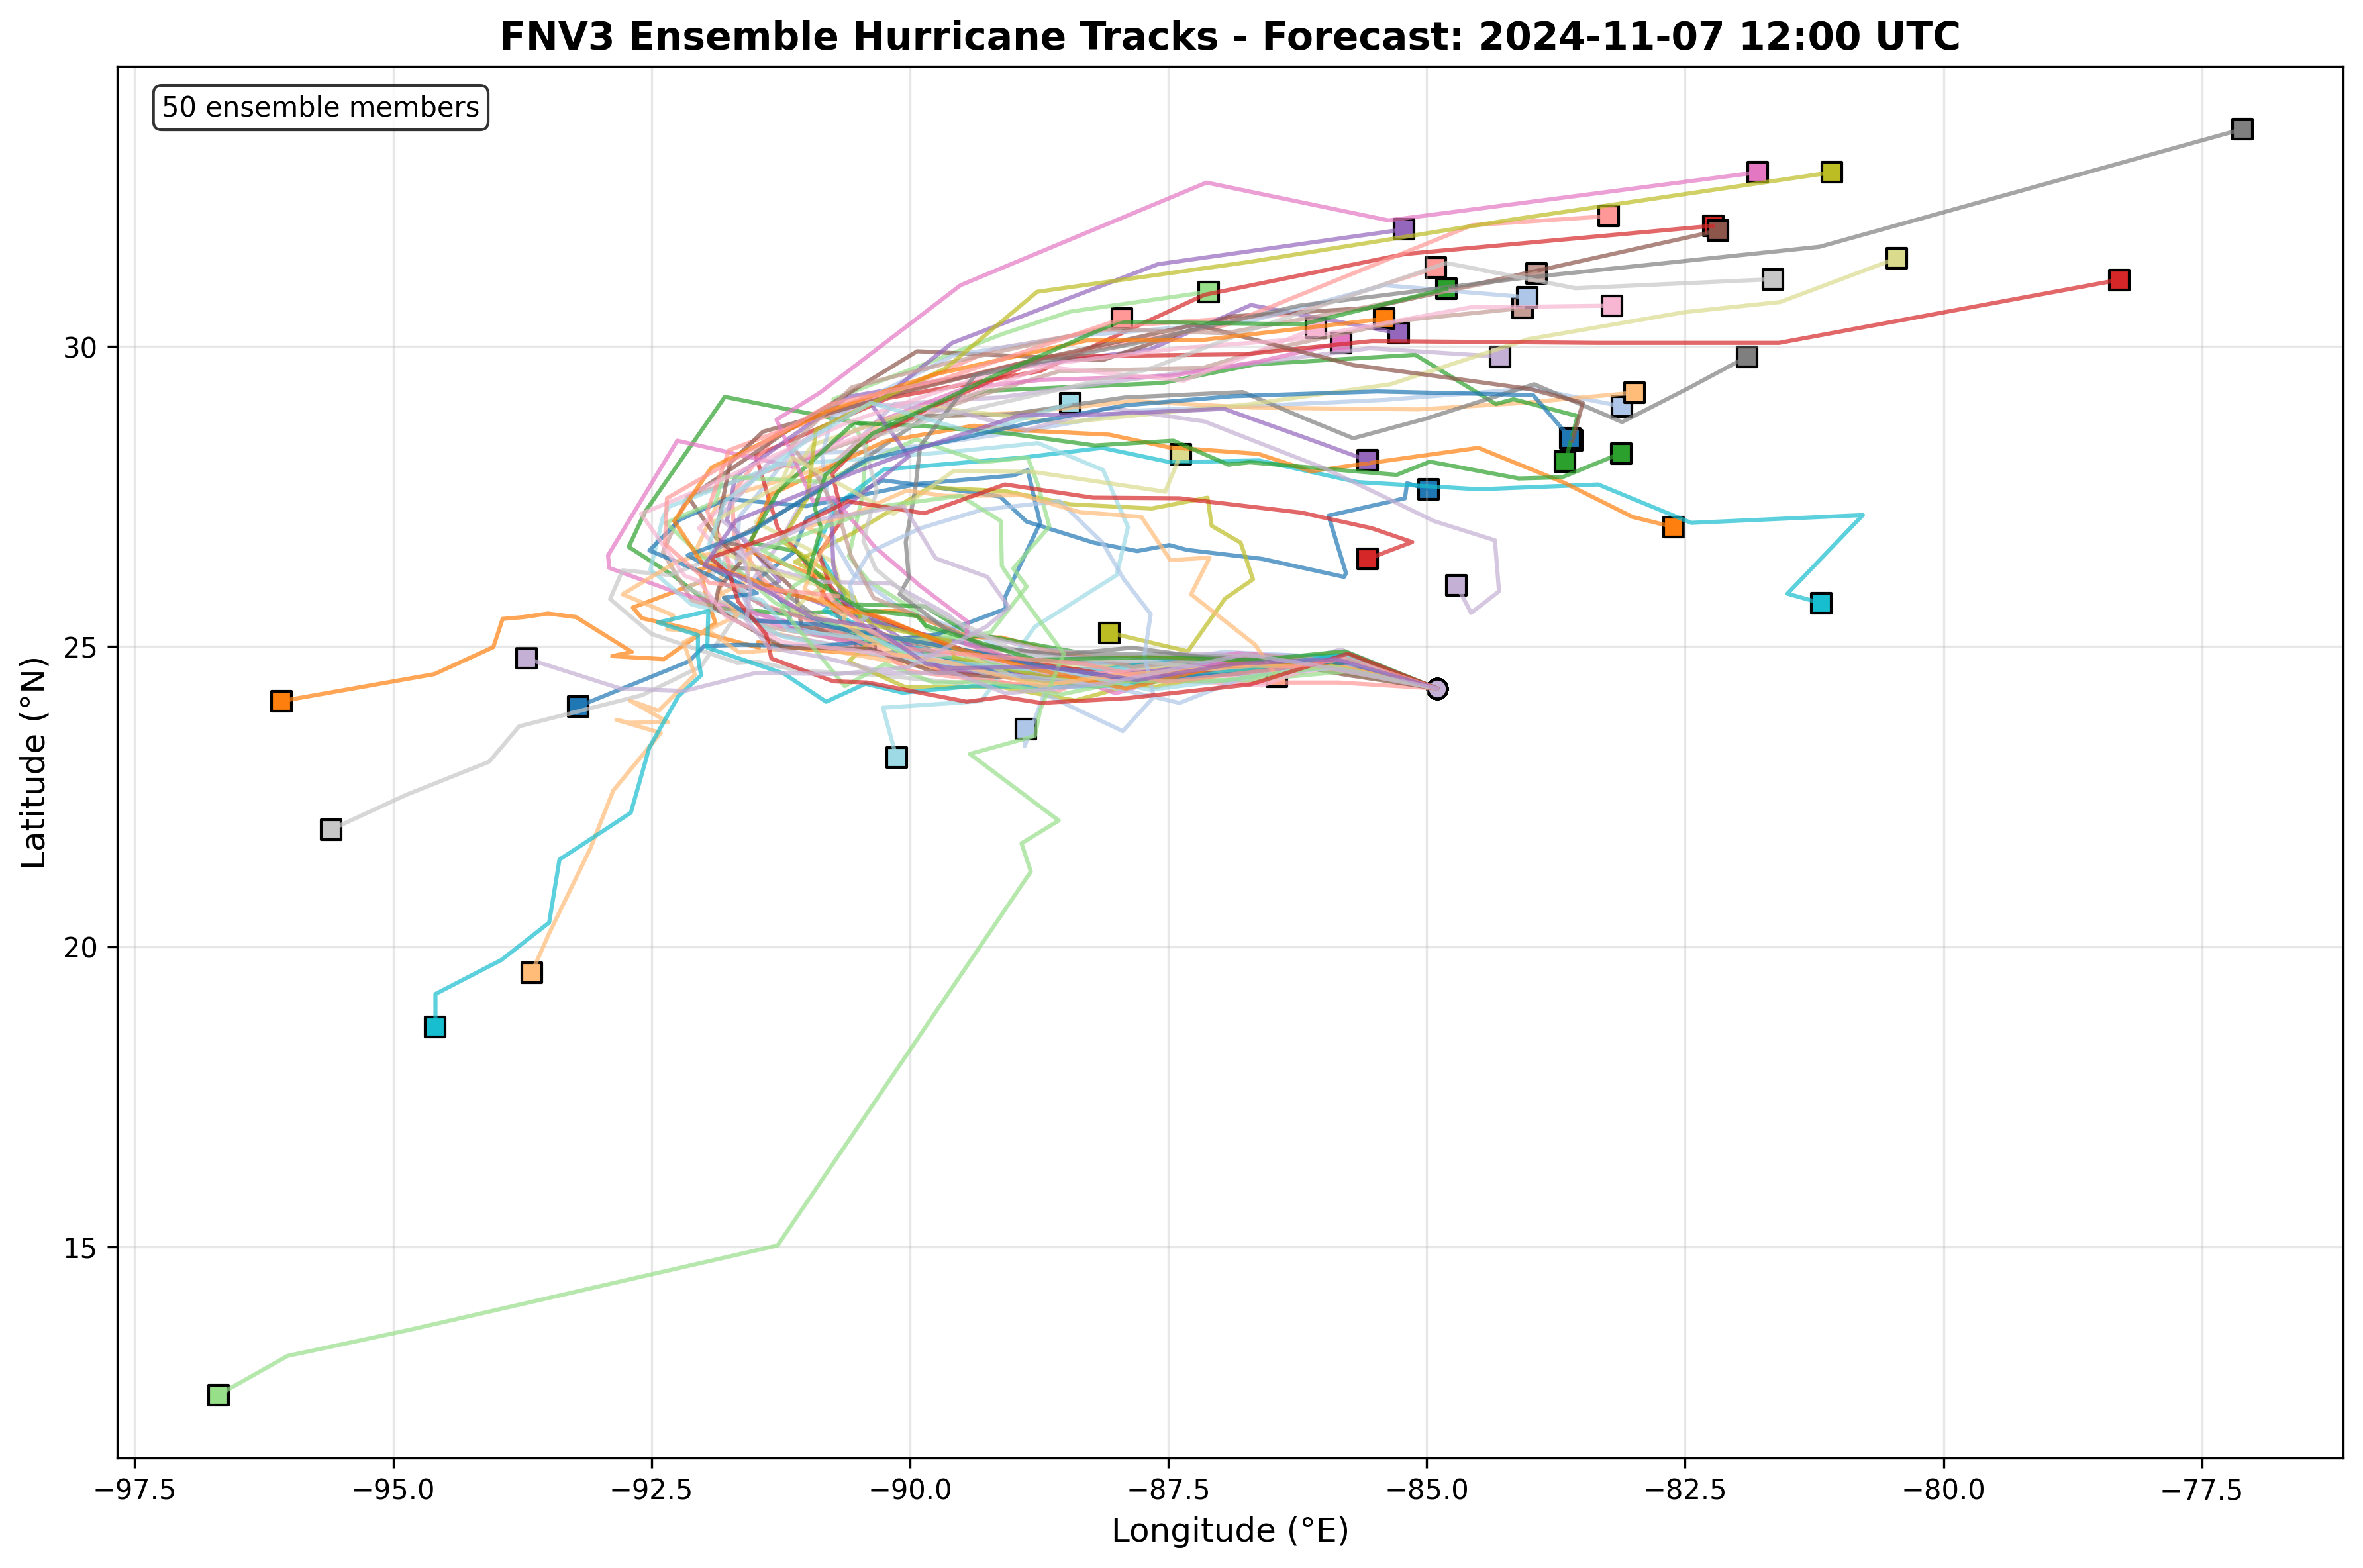 FNV3 Ensemble Hurricane Tracks - Forecast: 2024-11-07 12:00 UTC
50 ensemble members
30
25
20
15
Latitude (°N)
−97.5 −95.0 −92.5 −90.0 −87.5 −85.0 −82.5 −80.0 −77.5
Longitude (°E)